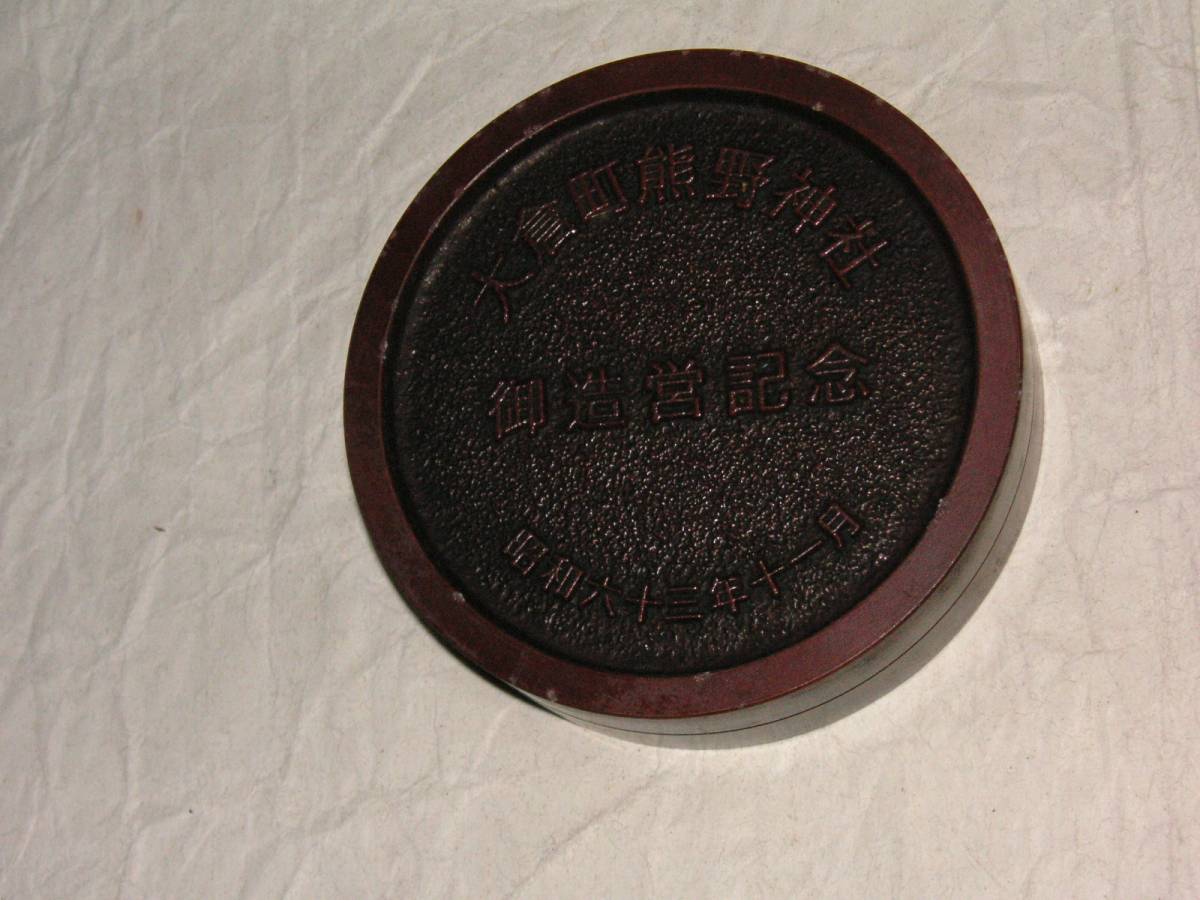 大倉町熊野神社
御造営記念
昭和六十三年十一月